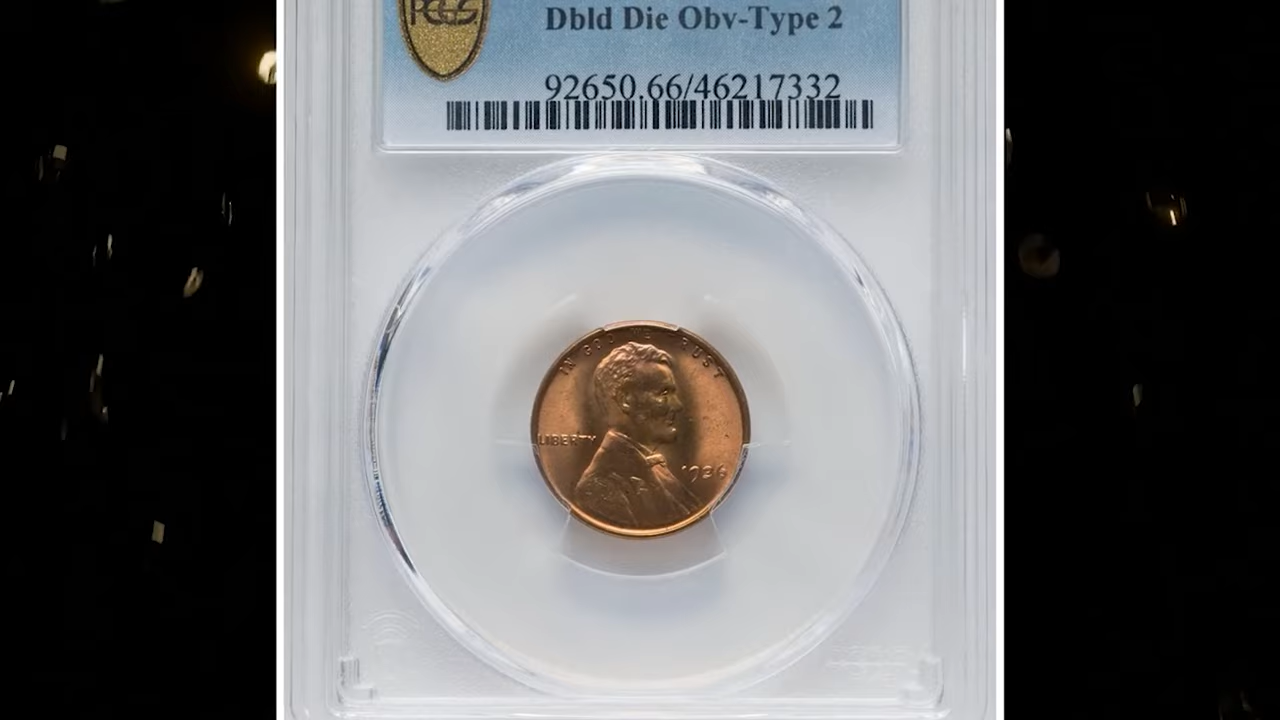 PCGS
Dbld Die Obv-Type 2
92650.66/46217332
IN GOD WE TRUST
LIBERTY
1936